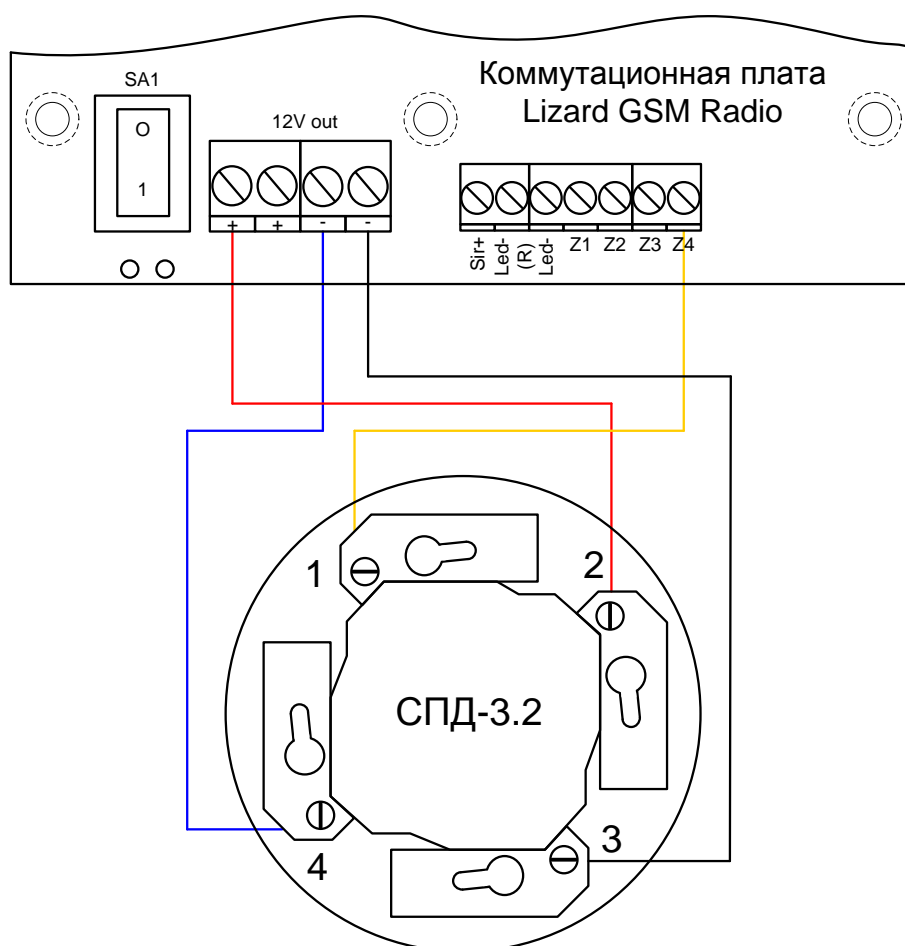 Коммутационная плата
Lizard GSM Radio
SA1
O
1
12V out
+ + - -
Sir+ Led- (R) Led- Z1 Z2 Z3 Z4
1
2
СПД-3.2
3
4